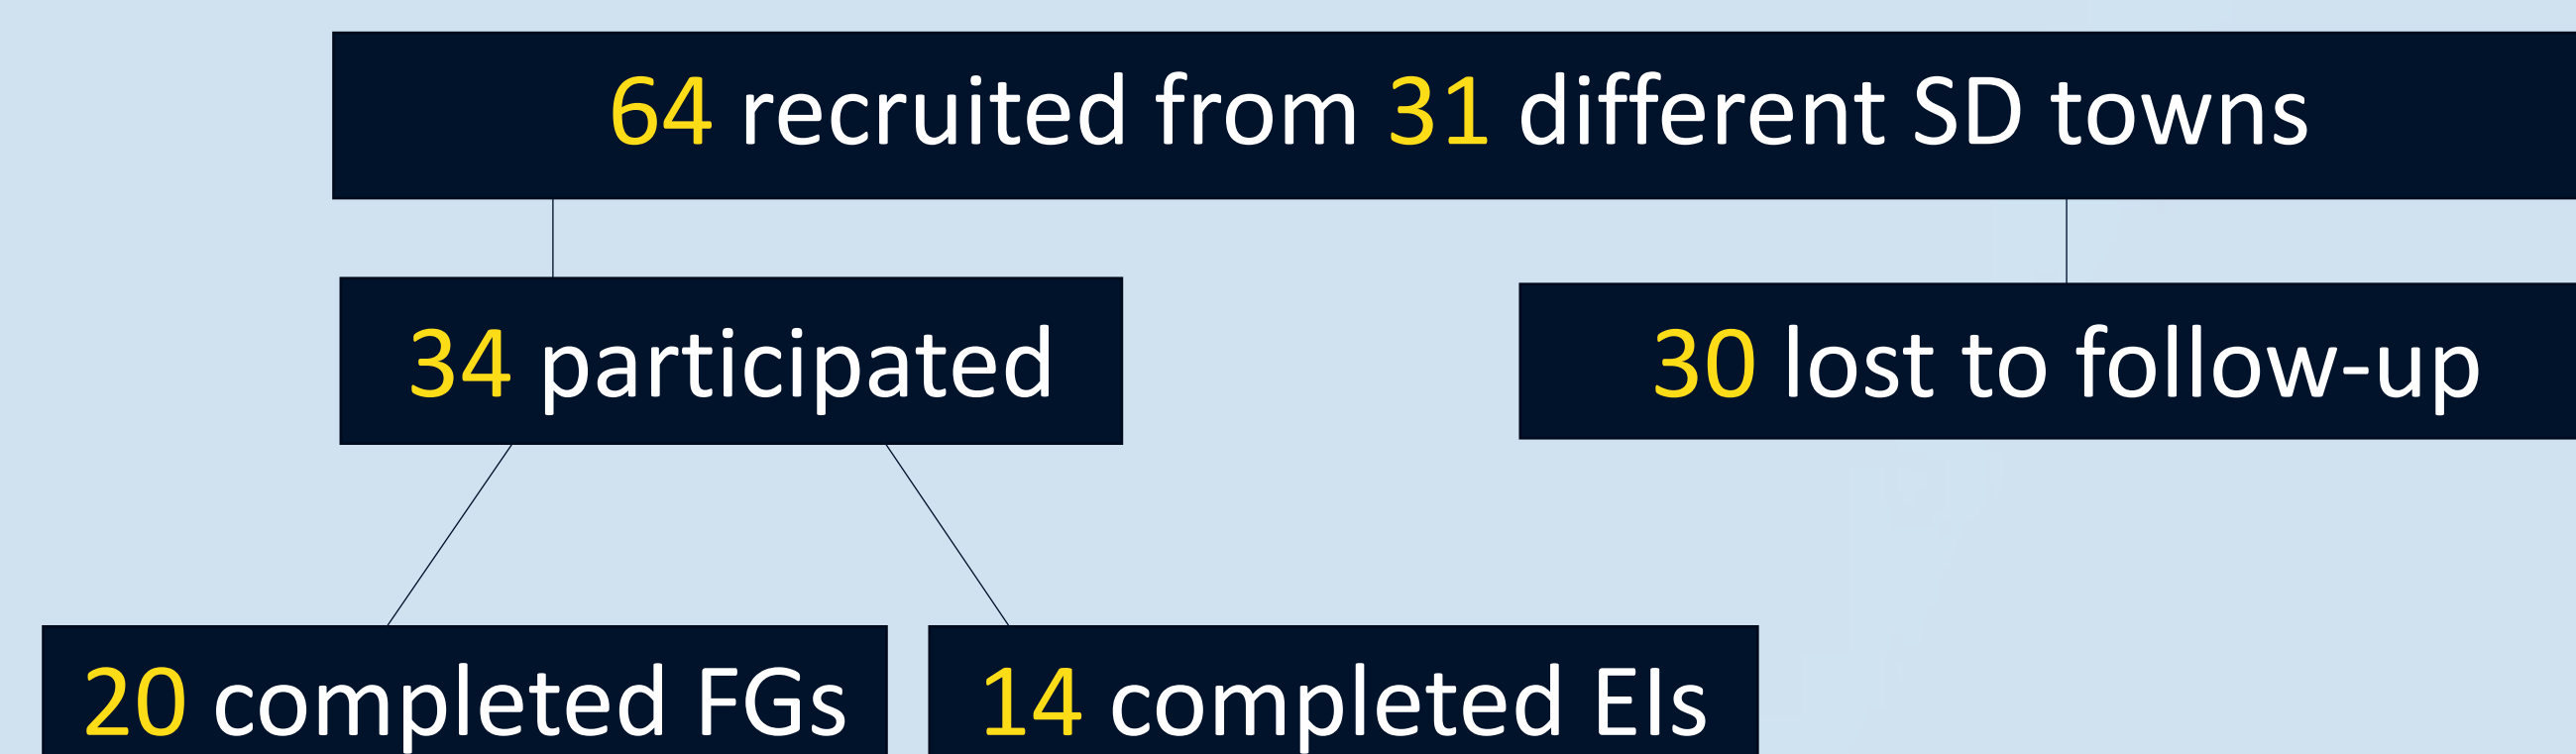 64 recruited from 31 different SD towns
34 participated
30 lost to follow-up
20 completed FGs
14 completed EIs